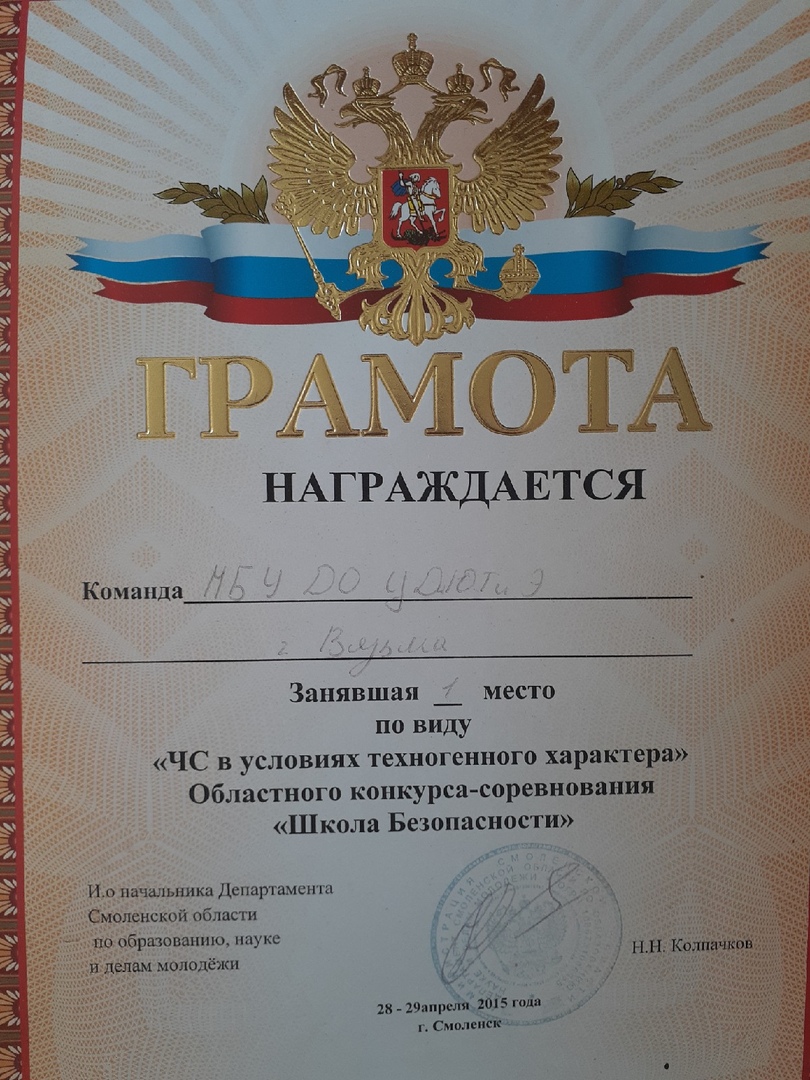 ГРАМОТА
НАГРАЖДАЕТСЯ
Команда МБУ ДО ЦДЮТиЭ
г. Вязьма
Занявшая 1 место
по виду
«ЧС в условиях техногенного характера»
Областного конкурса-соревнования
«Школа Безопасности»
И.о начальника Департамента
Смоленской области
по образованию, науке
и делам молодёжи
Н.Н. Колпачков
28 - 29апреля 2015 года
г. Смоленск